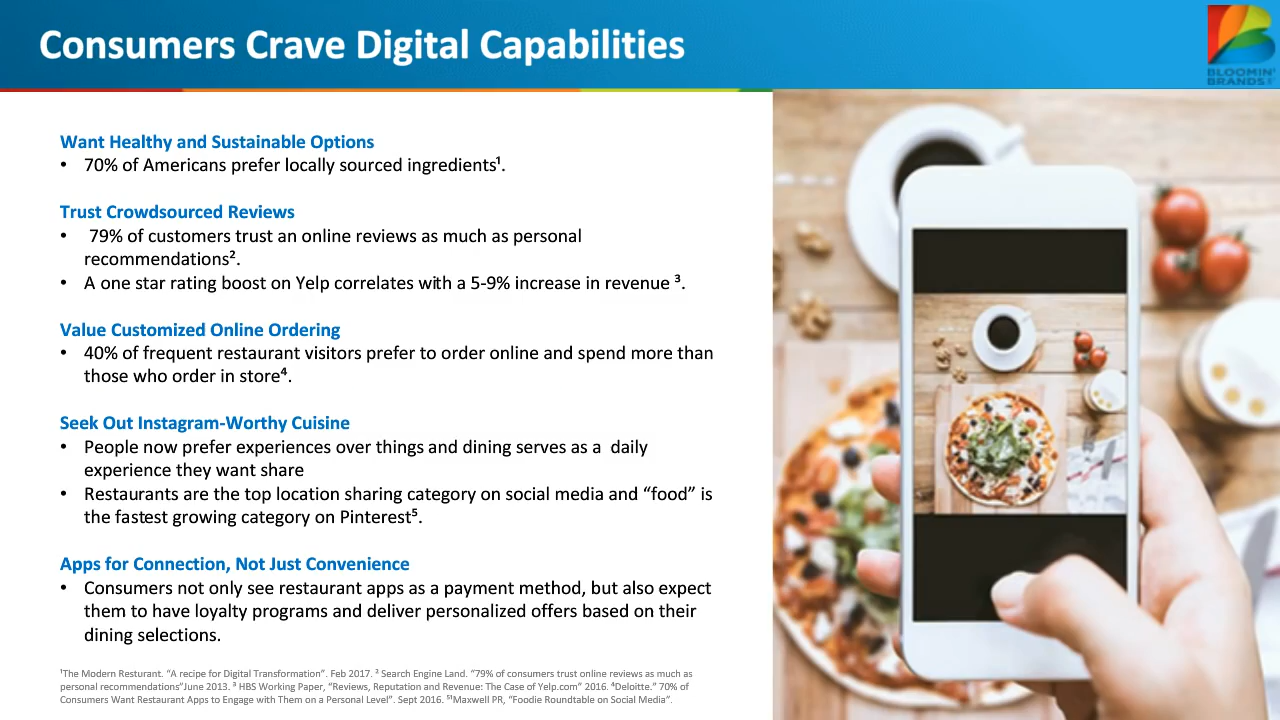 Consumers Crave Digital Capabilities
BLOOMIN'
BRANDS
Want Healthy and Sustainable Options
• 70% of Americans prefer locally sourced ingredients¹.
Trust Crowdsourced Reviews
• 79% of customers trust an online reviews as much as personal
recommendations².
• A one star rating boost on Yelp correlates with a 5-9% increase in revenue ³.
Value Customized Online Ordering
• 40% of frequent restaurant visitors prefer to order online and spend more than
those who order in store⁴.
Seek Out Instagram-Worthy Cuisine
• People now prefer experiences over things and dining serves as a  daily
experience they want share
• Restaurants are the top location sharing category on social media and “food” is
the fastest growing category on Pinterest⁵.
Apps for Connection, Not Just Convenience
• Consumers not only see restaurant apps as a payment method, but also expect
them to have loyalty programs and deliver personalized offers based on their
dining selections.
¹The Modern Resturant. “A recipe for Digital Transformation”. Feb 2017. ² Search Engine Land. “79% of consumers trust online reviews as much as
personal recommendations”June 2013. ³ HBS Working Paper, “Reviews, Reputation and Revenue: The Case of Yelp.com” 2016. ⁴Deloitte.” 70% of
Consumers Want Restaurant Apps to Engage with Them on a Personal Level”. Sept 2016. ⁵¹Maxwell PR, “Foodie Roundtable on Social Media”.